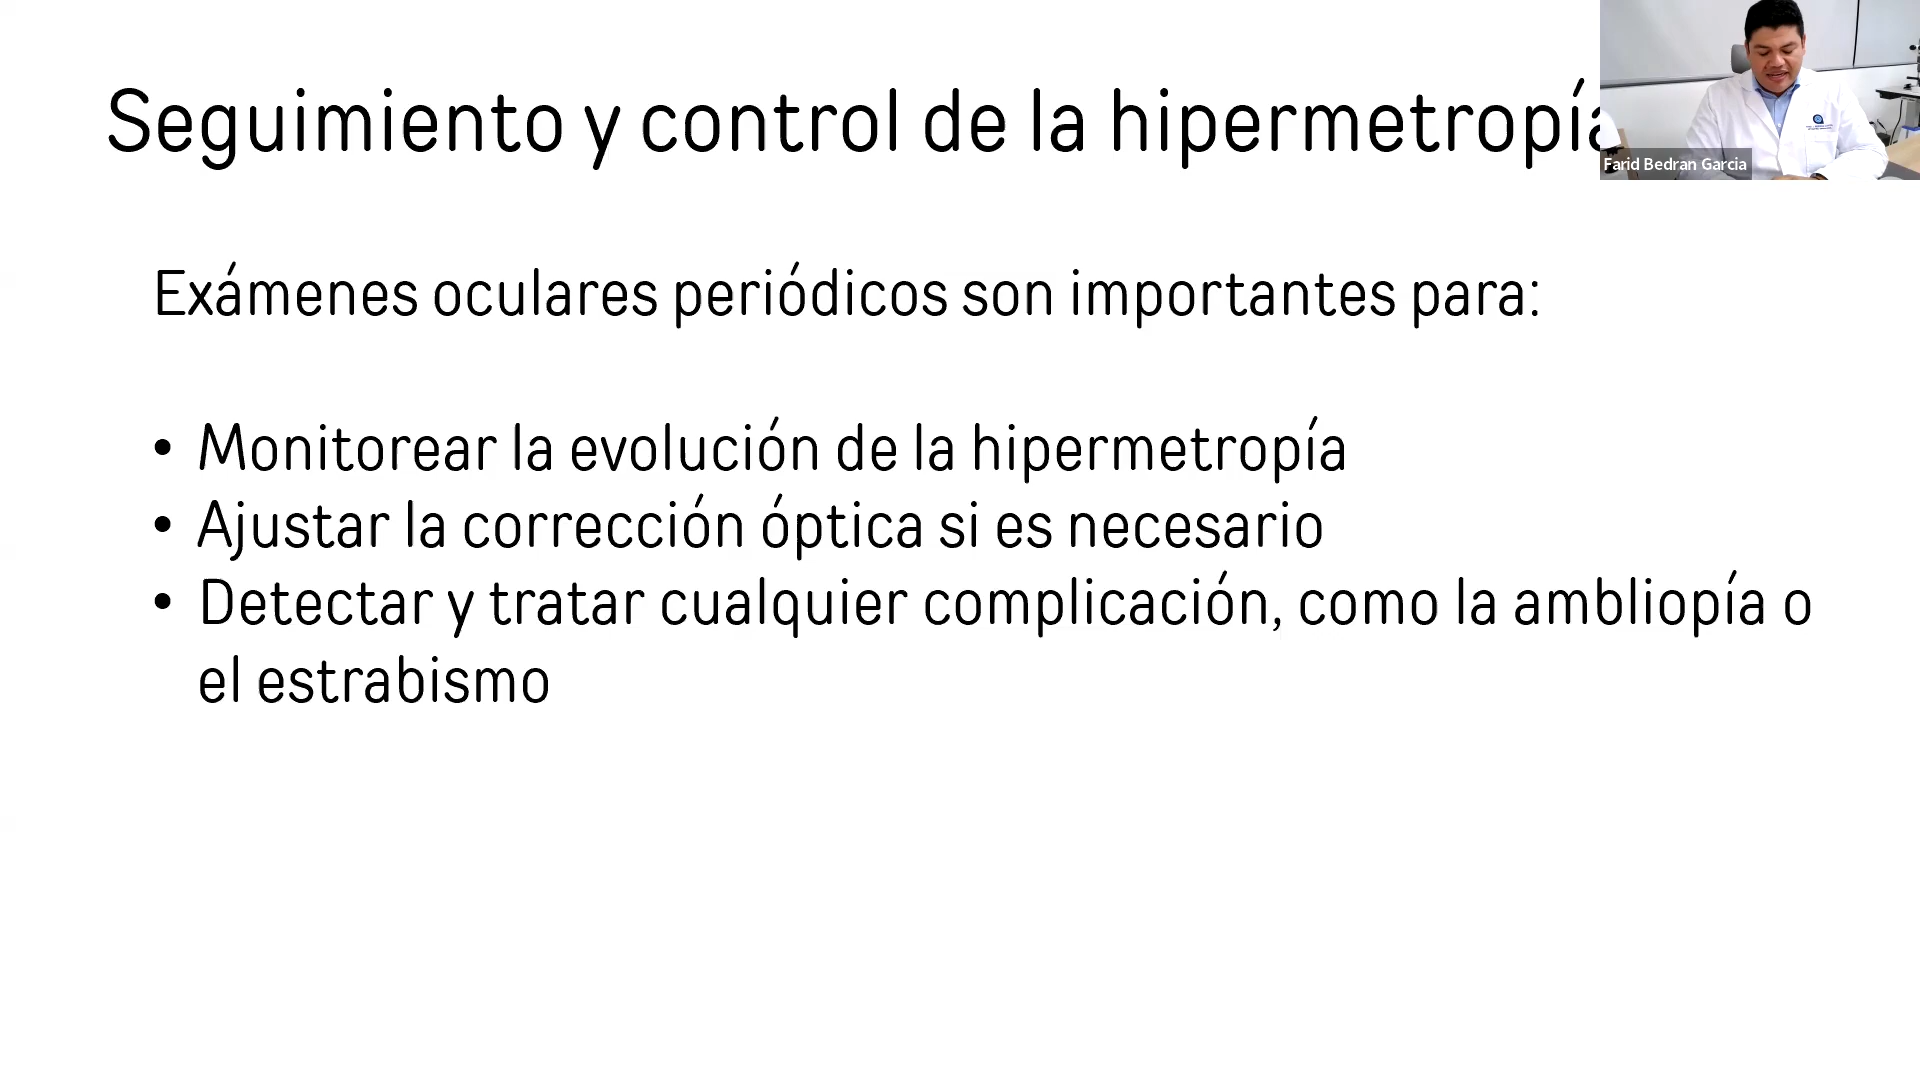 Seguimiento y control de la hipermetropía
Farid Bedran Garcia
Exámenes oculares periódicos son importantes para:
• Monitorear la evolución de la hipermetropía
• Ajustar la corrección óptica si es necesario
• Detectar y tratar cualquier complicación, como la ambliopía o
el estrabismo